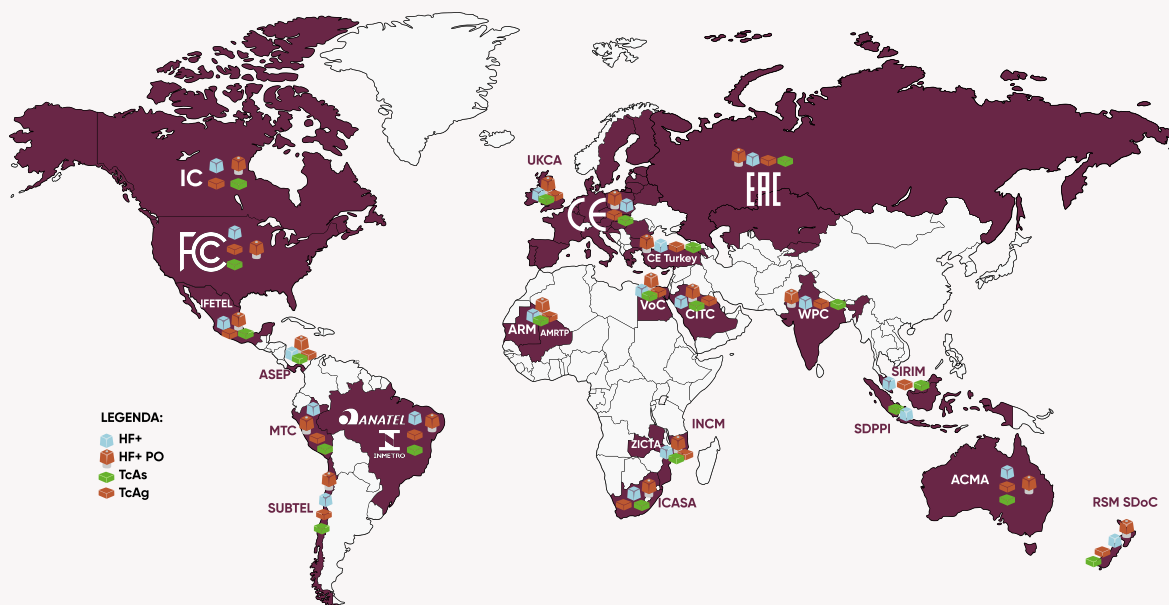 UKCA
IC
EAC
CE
FCC
CE Turkey
IFETEL
VoC
CITC
WPC
ARM
AMRTP
ASEP
SIRIM
LEGENDA:
HF+
HF+ PO
TcAs
TcAg
MTC
ANATEL
INMETRO
INCM
ZICTA
SDPPI
ACMA
SUBTEL
ICASA
RSM SDoC